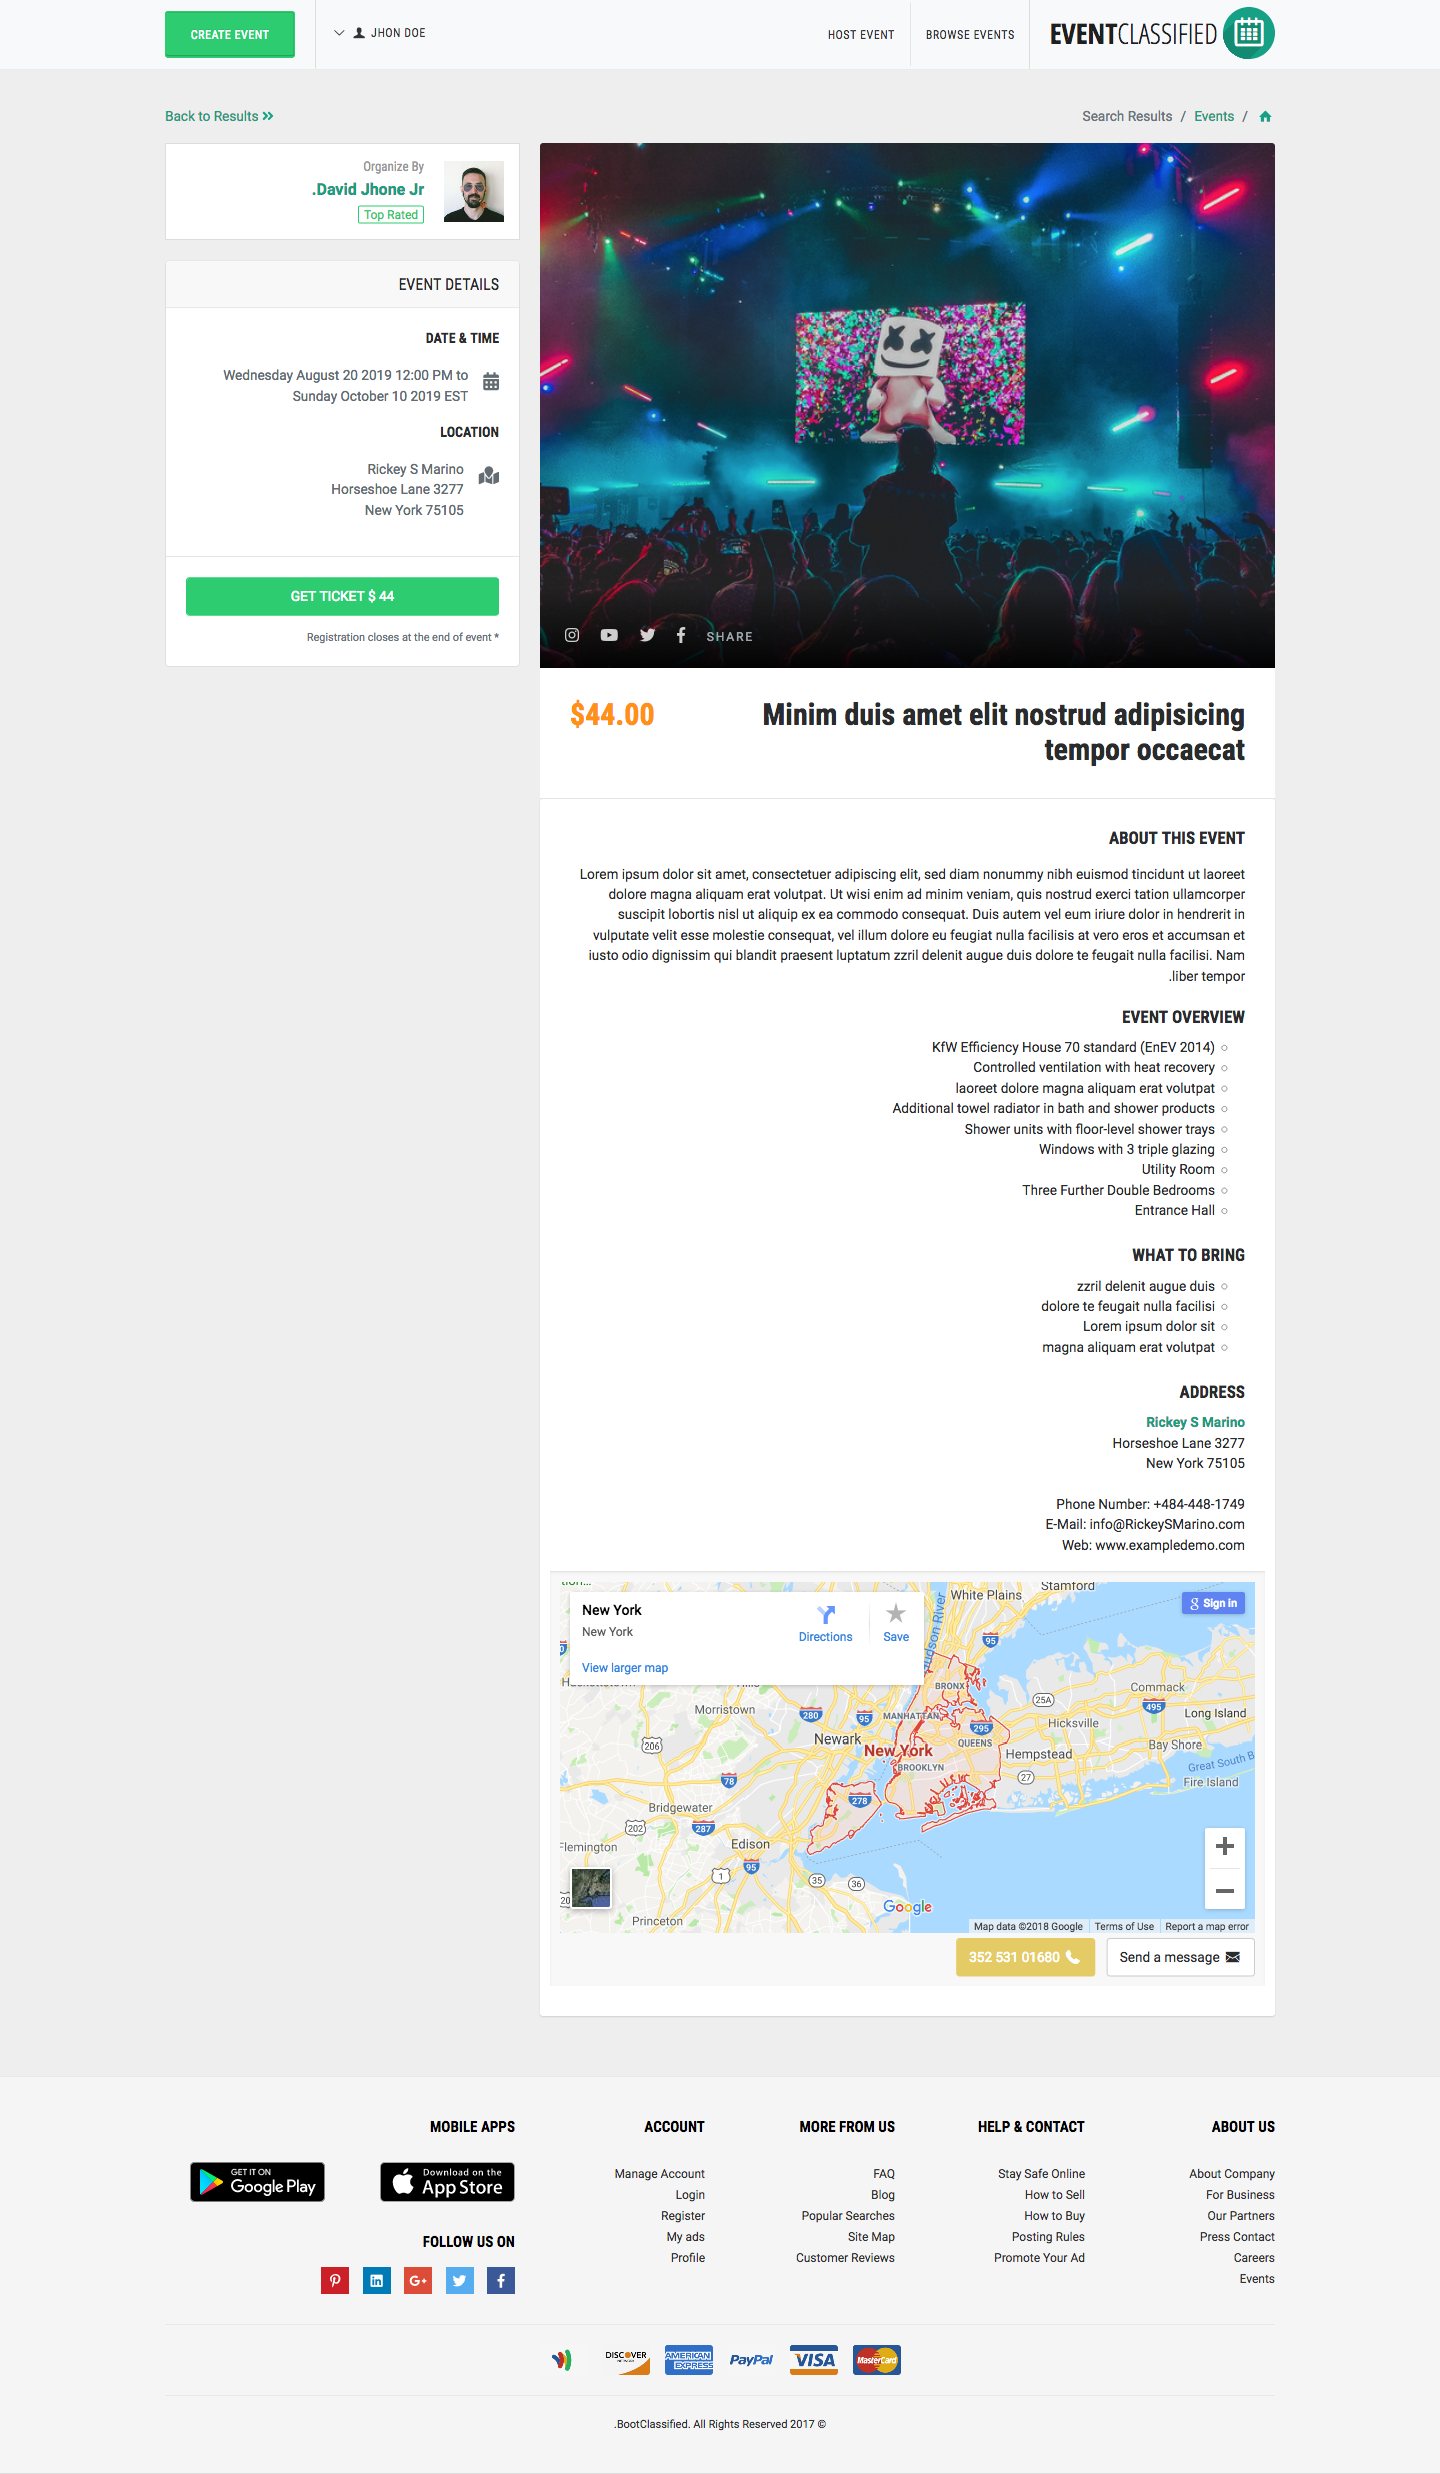 CREATE EVENT
JHON DOE
HOST EVENT
BROWSE EVENTS
EVENTCLASSIFIED
Back to Results
Search Results / Events /
Organize By
.David Jhone Jr
Top Rated
EVENT DETAILS
DATE & TIME
Wednesday August 20 2019 12:00 PM to
Sunday October 10 2019 EST
LOCATION
Rickey S Marino
Horseshoe Lane 3277
New York 75105
GET TICKET $ 44
Registration closes at the end of event *
SHARE
$44.00
Minim duis amet elit nostrud adipisicing
tempor occaecat
ABOUT THIS EVENT
Lorem ipsum dolor sit amet, consectetuer adipiscing elit, sed diam nonummy nibh euismod tincidunt ut laoreet
dolore magna aliquam erat volutpat. Ut wisi enim ad minim veniam, quis nostrud exerci tation ullamcorper
suscipit lobortis nisl ut aliquip ex ea commodo consequat. Duis autem vel eum iriure dolor in hendrerit in
vulputate velit esse molestie consequat, vel illum dolore eu feugiat nulla facilisis at vero eros et accumsan et
iusto odio dignissim qui blandit praesent luptatum zzril delenit augue duis dolore te feugait nulla facilisi. Nam
.liber tempor
EVENT OVERVIEW
KfW Efficiency House 70 standard (EnEV 2014)
Controlled ventilation with heat recovery
laoreet dolore magna aliquam erat volutpat
Additional towel radiator in bath and shower products
Shower units with floor-level shower trays
Windows with 3 triple glazing
Utility Room
Three Further Double Bedrooms
Entrance Hall
WHAT TO BRING
zzril delenit augue duis
dolore te feugait nulla facilisi
Lorem ipsum dolor sit
magna aliquam erat volutpat
ADDRESS
Rickey S Marino
Horseshoe Lane 3277
New York 75105
Phone Number: +484-448-1749
E-Mail: info@RickeySMarino.com
Web: www.exampledemo.com
New York
New York
View larger map
Directions
Save
Sign in
Stamford
White Plains
Hudson River
95
BRONX
25A
Commack
495
Long Island
Morristown
280
95
MANHATTAN
295
Hicksville
206
Newark
New York
QUEENS
Hempstead
Bay Shore
BROOKLYN
Great South B
78
27
Fire Island
Bridgewater
278
202
287
Flemington
Edison
95
1
35
36
20
Princeton
Google
Map data ©2018 Google
Terms of Use
Report a map error
352 531 01680
Send a message
MOBILE APPS
GET IT ON
Google Play
Download on the
App Store
FOLLOW US ON
ACCOUNT
Manage Account
Login
Register
My ads
Profile
MORE FROM US
FAQ
Blog
Popular Searches
Site Map
Customer Reviews
HELP & CONTACT
Stay Safe Online
How to Sell
How to Buy
Posting Rules
Promote Your Ad
ABOUT US
About Company
For Business
Our Partners
Press Contact
Careers
Events
DISCOVER
NETWORK
AMERICAN
EXPRESS
PayPal
VISA
MasterCard
.BootClassified. All Rights Reserved 2017 ©